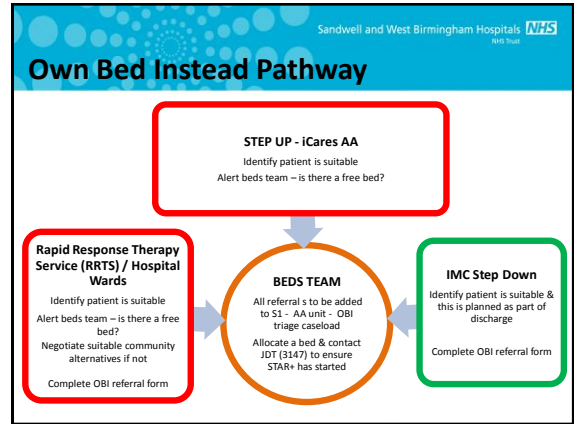 Sandwell and West Birmingham Hospitals NHS
NHS Trust
Own Bed Instead Pathway
STEP UP - iCares AA
Identify patient is suitable
Alert beds team – is there a free bed?
Rapid Response Therapy
Service (RRTS) / Hospital
Wards
Identify patient is suitable
Alert beds team – is there a free
bed?
Negotiate suitable community
alternatives if not
Complete OBI referral form
BEDS TEAM
All referral s to be added
to S1 - AA unit - OBI
triage caseload
Allocate a bed & contact
JDT (3147) to ensure
STAR+ has started
IMC Step Down
Identify patient is suitable &
this is planned as part of
discharge
Complete OBI referral form